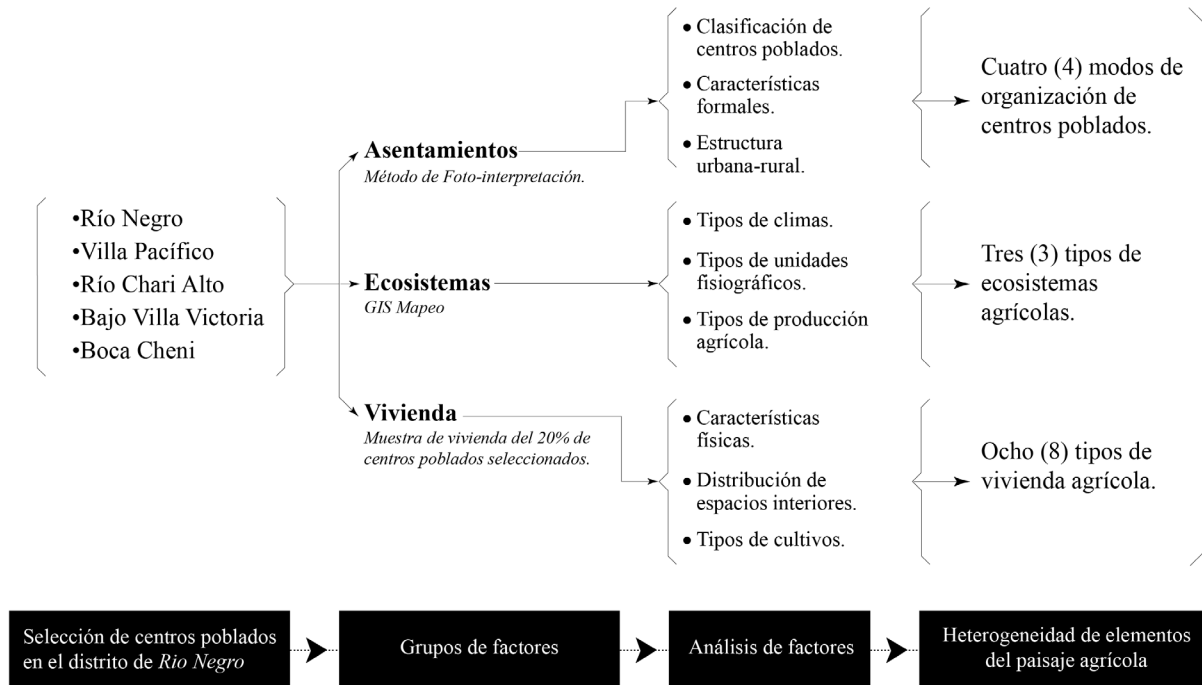 •Río Negro
•Villa Pacífico
•Río Chari Alto
•Bajo Villa Victoria
•Boca Cheni
Asentamientos
Método de Foto-interpretación.
Ecosistemas
GIS Mapeo
Vivienda
Muestra de vivienda del 20% de
centros poblados seleccionados.
• Clasificación de
centros poblados.
• Características
formales.
• Estructura
urbana-rural.
• Tipos de climas.
• Tipos de unidades
fisiográficos.
• Tipos de producción
agrícola.
• Características
físicas.
• Distribución de
espacios interiores.
• Tipos de cultivos.
Cuatro (4) modos de
organización de
centros poblados.
Tres (3) tipos de
ecosistemas
agrícolas.
Ocho (8) tipos de
vivienda agrícola.
Selección de centros poblados
en el distrito de Rio Negro
Grupos de factores
Análisis de factores
Heterogeneidad de elementos
del paisaje agrícola